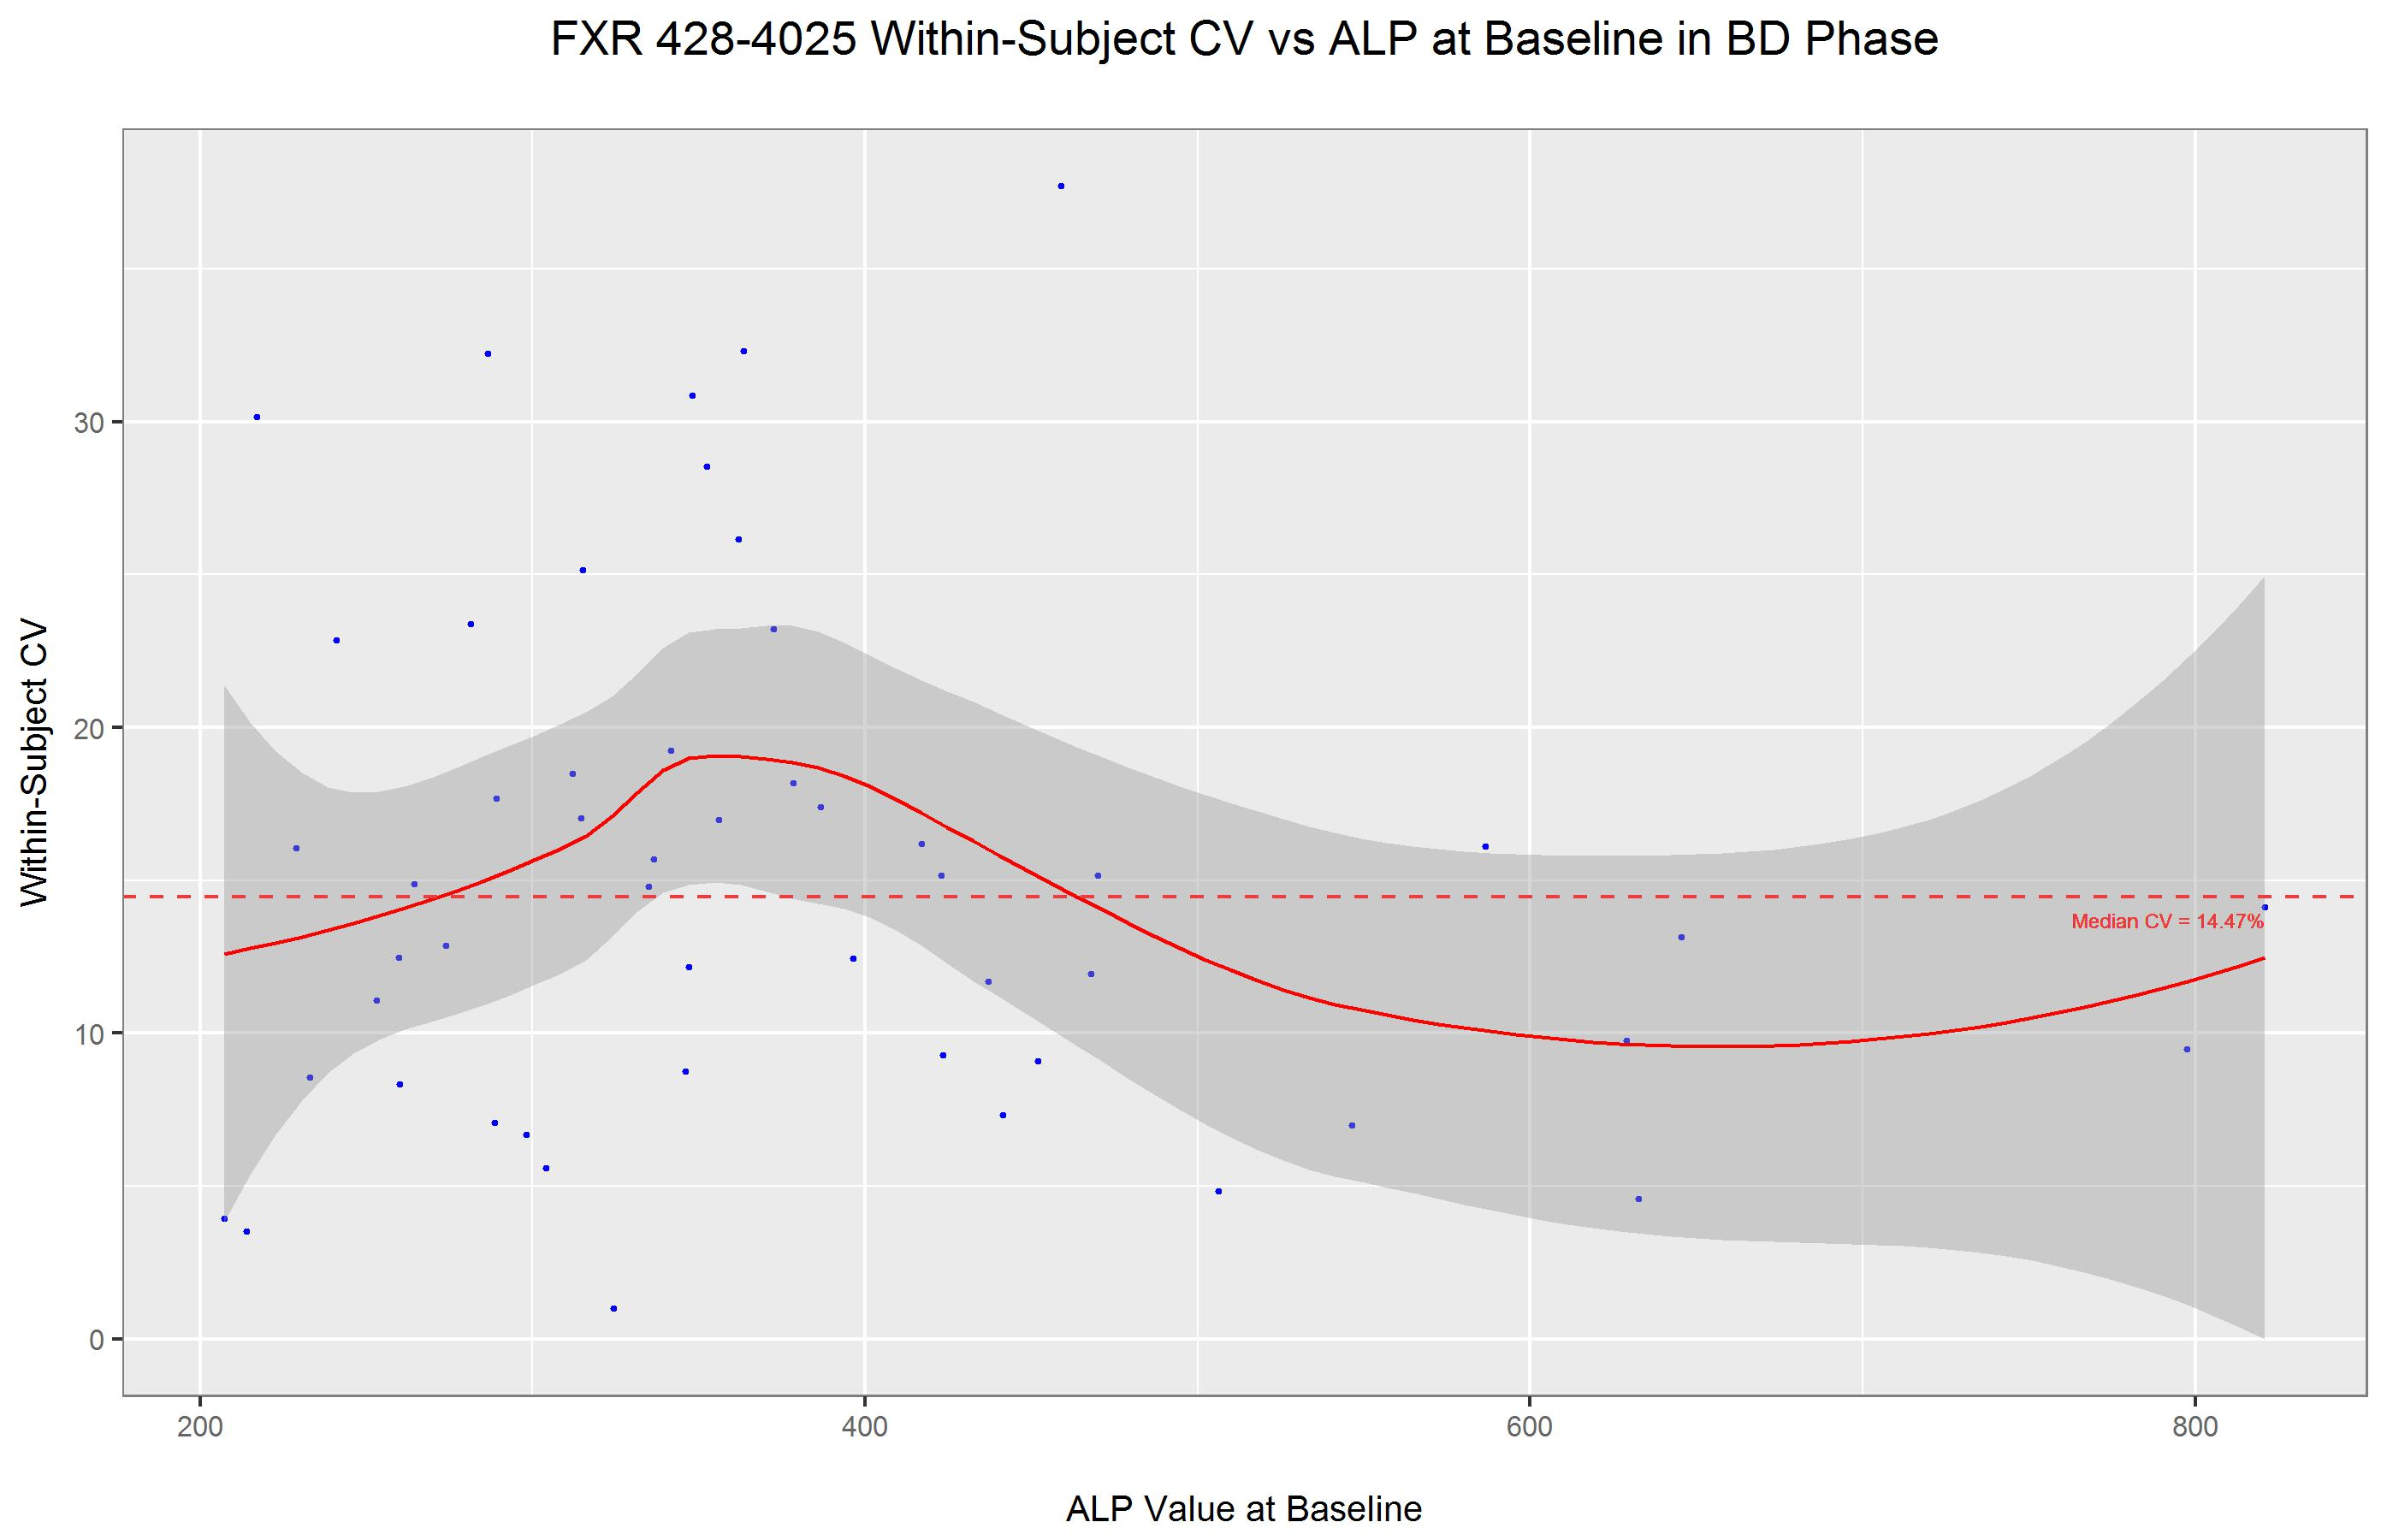 FXR 428-4025 Within-Subject CV vs ALP at Baseline in BD Phase
Within-Subject CV
30
20
10
0
Median CV = 14.47%
200
400
600
800
ALP Value at Baseline